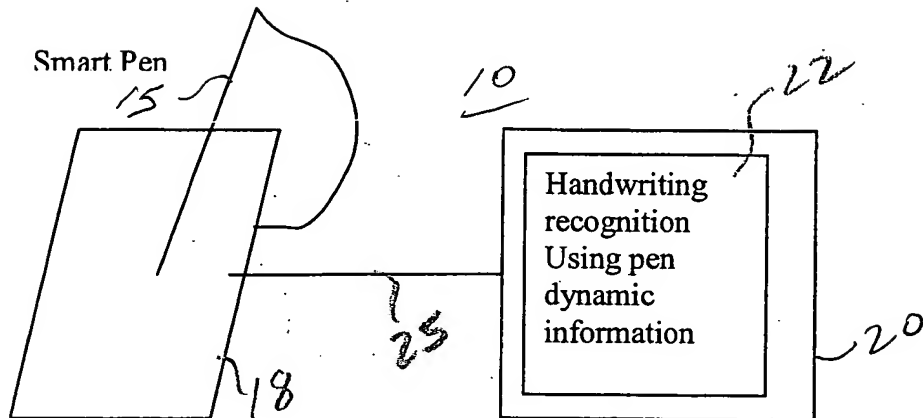 Smart Pen
15
10
22
Handwriting
recognition
Using pen
dynamic
information
25
20
18